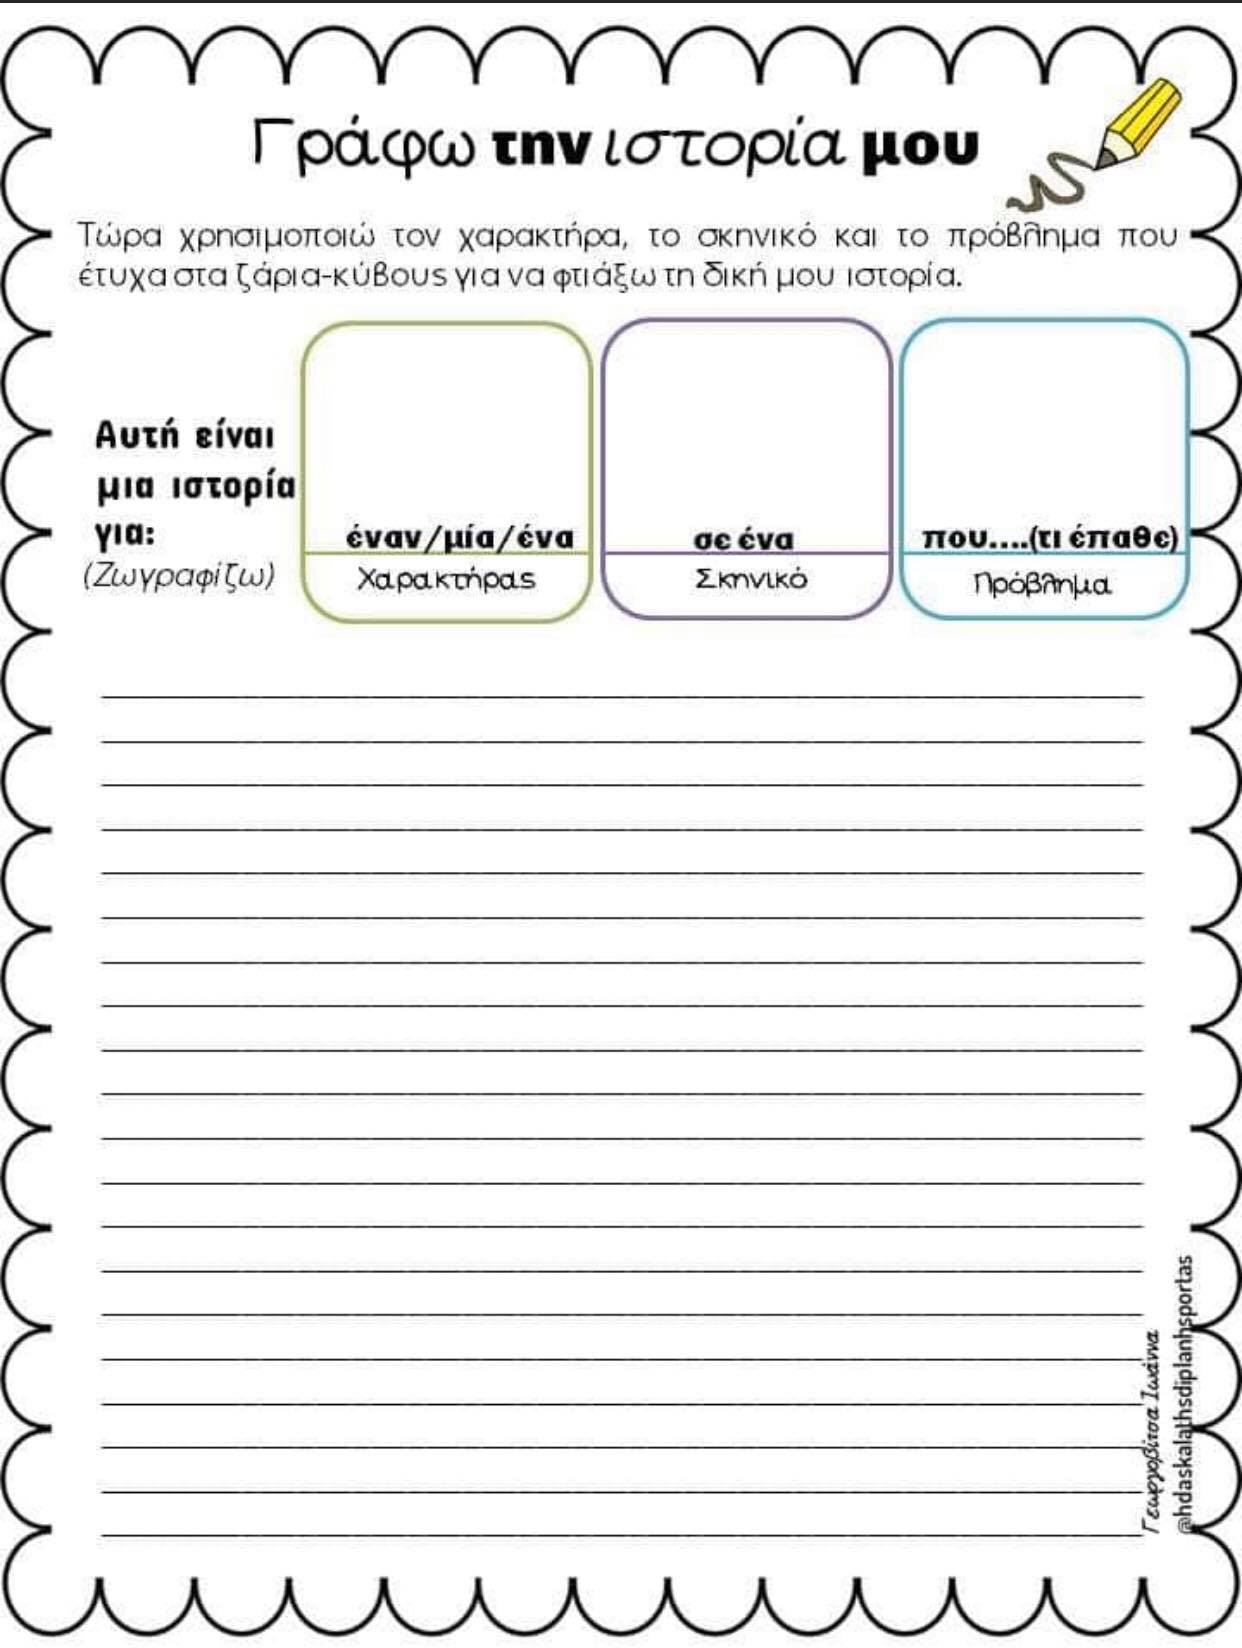 Γράφω την ιστορία μου
Τώρα χρησιμοποιώ τον χαρακτήρα, το σκηνικό και το πρόβλημα που
έτυχα στα ζάρια-κύβους για να φτιάξω τη δική μου ιστορία.
Αυτή είναι
μια ιστορία
για:
(Ζωγραφίζω)
έναν/μία/ένα
Χαρακτήρας
σε ένα
Σκηνικό
που....(τι έπαθε)
Πρόβλημα
Γεωργοβίτσα Ιωάννα
@hdaskalathsdiplanhsportas